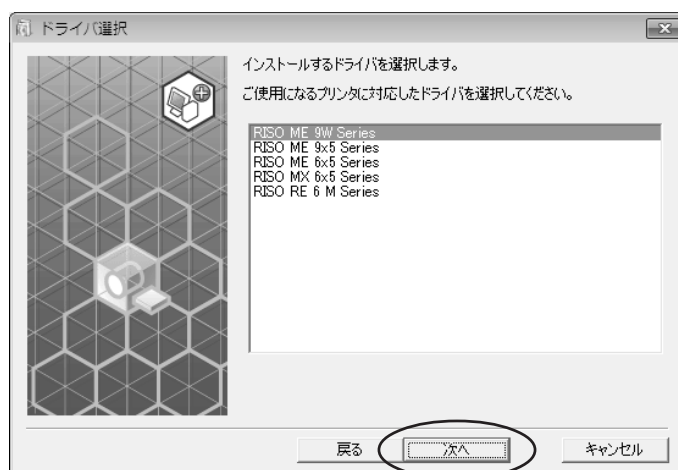 ドライバ選択
インストールするドライバを選択します。
ご使用になるプリンタに対応したドライバを選択してください。
RISO ME 9W Series
RISO ME 9x5 Series
RISO ME 6x5 Series
RISO MX 6x5 Series
RISO RE 6 M Series
戻る
次へ
キャンセル